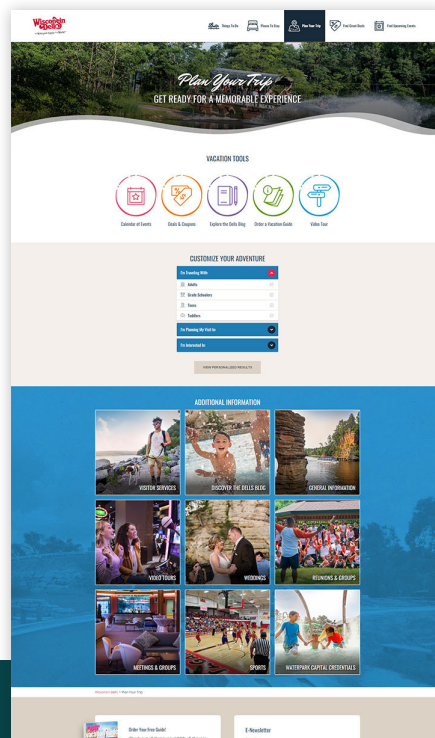 Wisconsin
Dells
Things To Do
Places To Stay
Plan Your Trip
Find Great Deals
Find Upcoming Events
Plan Your Trip
GET READY FOR A MEMORABLE EXPERIENCE
VACATION TOOLS
Calendar of Events
Deals & Coupons
Explore the Dells Blog
Order a Vacation Guide
Video Tour
CUSTOMIZE YOUR ADVENTURE
I'm Traveling With:
Adults
Grade Schoolers
Teens
Toddlers
I'm Planning My Visit In:
I'm Interested In:
VIEW PERSONALIZED RESULTS
ADDITIONAL INFORMATION
VISITOR SERVICES
DISCOVER THE DELLS BLOG
GENERAL INFORMATION
VIDEO TOURS
WEDDINGS
REUNIONS & GROUPS
MEETINGS & GROUPS
SPORTS
WATERPARK CAPITAL CREDENTIALS
Plan Your Trip
Order Your Free Guide!
E-Newsletter